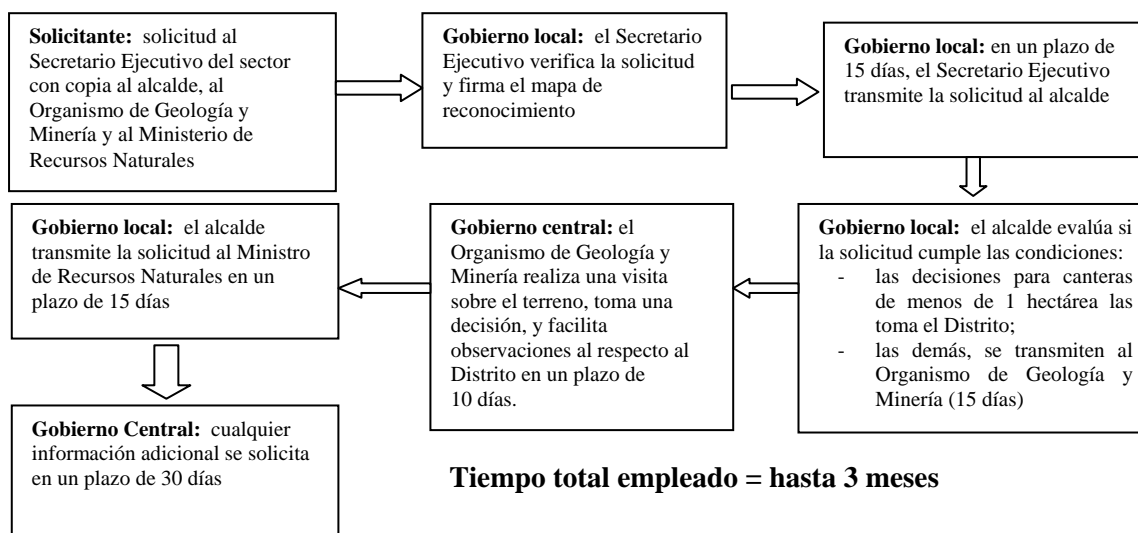 Solicitante: solicitud al
Secretario Ejecutivo del sector
con copia al alcalde, al
Organismo de Geología y
Minería y al Ministerio de
Recursos Naturales
Gobierno local: el Secretario
Ejecutivo verifica la solicitud
y firma el mapa de
reconocimiento
Gobierno local: en un plazo de
15 días, el Secretario Ejecutivo
transmite la solicitud al alcalde
Gobierno local: el alcalde evalúa si
la solicitud cumple las condiciones:
- las decisiones para canteras
de menos de 1 hectárea las
toma el Distrito;
- las demás, se transmiten al
Organismo de Geología y
Minería (15 días)
Gobierno central: el
Organismo de Geología y
Minería realiza una visita
sobre el terreno, toma una
decisión, y facilita
observaciones al respecto al
Distrito en un plazo de
10 días.
Gobierno local: el alcalde
transmite la solicitud al Ministro
de Recursos Naturales en un
plazo de 15 días
Gobierno Central: cualquier
información adicional se solicita
en un plazo de 30 días
Tiempo total empleado = hasta 3 meses